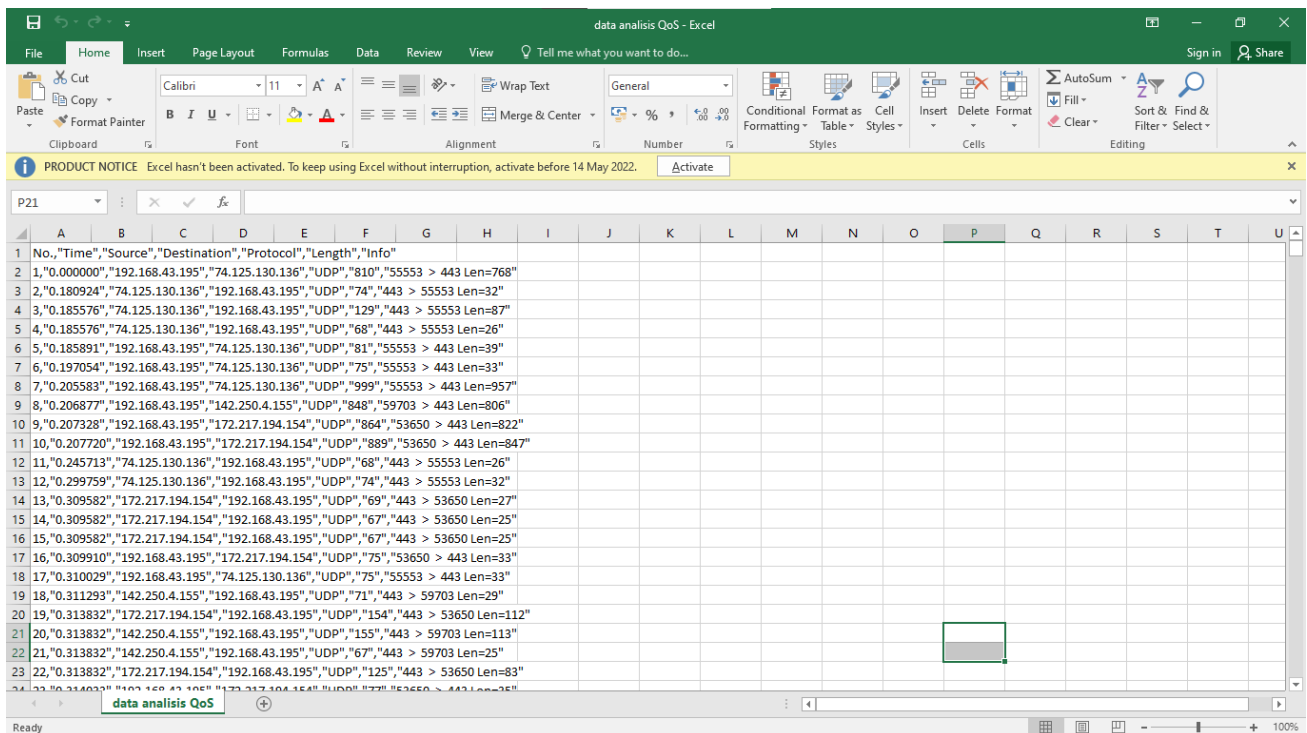 data analisis QoS - Excel
File Home Insert Page Layout Formulas Data Review View Tell me what you want to do... Sign in Share
Cut
Copy
Format Painter
Paste
Clipboard
Calibri 11
B I U
Font
Wrap Text
Merge & Center
Alignment
General
% ,
Number
Conditional Formatting
Format as Table
Cell Styles
Styles
Insert Delete Format
Cells
AutoSum
Fill
Clear
Sort & Filter
Find & Select
Editing
PRODUCT NOTICE Excel hasn't been activated. To keep using Excel without interruption, activate before 14 May 2022. Activate
P21 fx
A B C D E F G H I J K L M N O P Q R S T U
1 No.,"Time","Source","Destination","Protocol","Length","Info"
2 1,"0.000000","192.168.43.195","74.125.130.136","UDP","810","55553 > 443 Len=768"
3 2,"0.180924","74.125.130.136","192.168.43.195","UDP","74","443 > 55553 Len=32"
4 3,"0.185576","74.125.130.136","192.168.43.195","UDP","129","443 > 55553 Len=87"
5 4,"0.185576","74.125.130.136","192.168.43.195","UDP","68","443 > 55553 Len=26"
6 5,"0.185891","192.168.43.195","74.125.130.136","UDP","81","55553 > 443 Len=39"
7 6,"0.197054","192.168.43.195","74.125.130.136","UDP","75","55553 > 443 Len=33"
8 7,"0.205583","192.168.43.195","74.125.130.136","UDP","999","55553 > 443 Len=957"
9 8,"0.206877","192.168.43.195","142.250.4.155","UDP","848","59703 > 443 Len=806"
10 9,"0.207328","192.168.43.195","172.217.194.154","UDP","864","53650 > 443 Len=822"
11 10,"0.207720","192.168.43.195","172.217.194.154","UDP","889","53650 > 443 Len=847"
12 11,"0.245713","74.125.130.136","192.168.43.195","UDP","68","443 > 55553 Len=26"
13 12,"0.299759","74.125.130.136","192.168.43.195","UDP","74","443 > 55553 Len=32"
14 13,"0.309582","172.217.194.154","192.168.43.195","UDP","69","443 > 53650 Len=27"
15 14,"0.309582","172.217.194.154","192.168.43.195","UDP","67","443 > 53650 Len=25"
16 15,"0.309582","172.217.194.154","192.168.43.195","UDP","67","443 > 53650 Len=25"
17 16,"0.309910","192.168.43.195","172.217.194.154","UDP","75","53650 > 443 Len=33"
18 17,"0.310029","192.168.43.195","74.125.130.136","UDP","75","55553 > 443 Len=33"
19 18,"0.311293","142.250.4.155","192.168.43.195","UDP","71","443 > 59703 Len=29"
20 19,"0.313832","172.217.194.154","192.168.43.195","UDP","154","443 > 53650 Len=112"
21 20,"0.313832","142.250.4.155","192.168.43.195","UDP","155","443 > 59703 Len=113"
22 21,"0.313832","142.250.4.155","192.168.43.195","UDP","67","443 > 59703 Len=25"
23 22,"0.313832","172.217.194.154","192.168.43.195","UDP","125","443 > 53650 Len=83"
data analisis QoS
Ready 100%